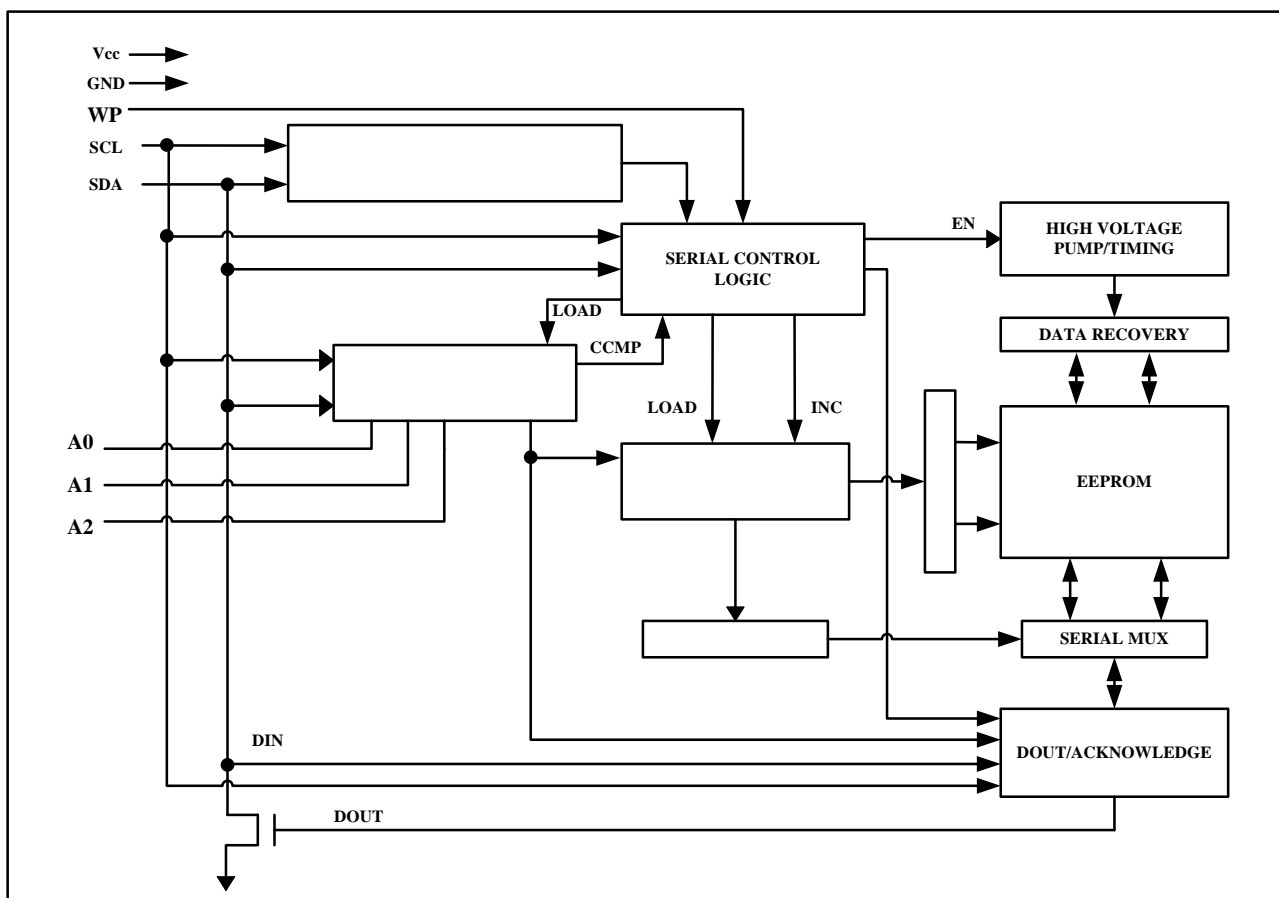 Vcc
GND
WP
SCL
SDA
EN
HIGH VOLTAGE
PUMP/TIMING
SERIAL CONTROL
LOGIC
LOAD
DATA RECOVERY
CCMP
LOAD
INC
A0
A1
A2
EEPROM
SERIAL MUX
DIN
DOUT/ACKNOWLEDGE
DOUT